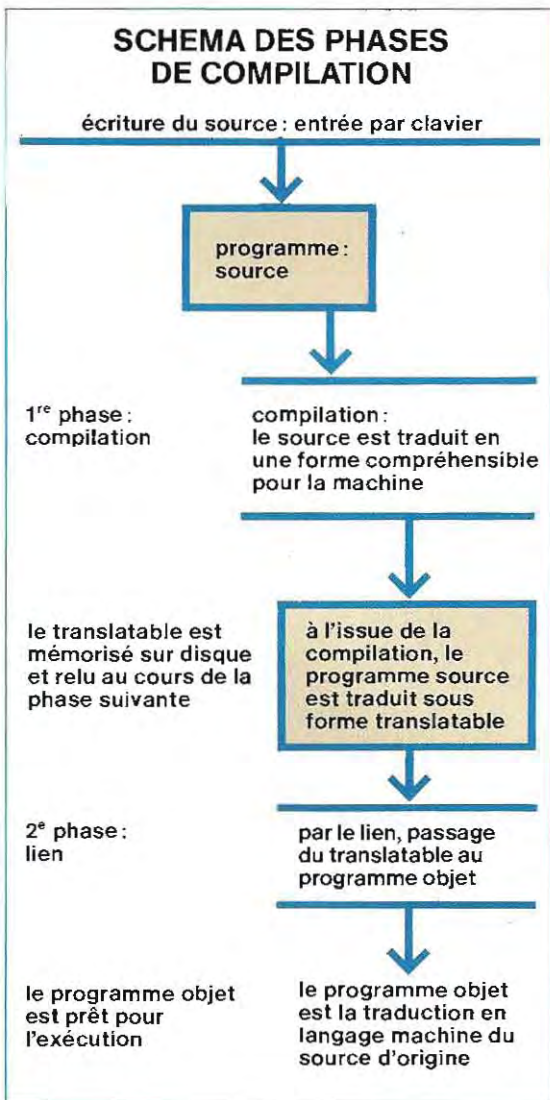 SCHEMA DES PHASES
DE COMPILATION
écriture du source : entrée par clavier
programme :
source
1re phase :
compilation
compilation :
le source est traduit en
une forme compréhensible
pour la machine
le translatable est
mémorisé sur disque
et relu au cours de la
phase suivante
à l'issue de la
compilation, le
programme source
est traduit sous
forme translatable
2e phase :
lien
par le lien, passage
du translatable au
programme objet
le programme objet
est prêt pour
l'exécution
le programme objet
est la traduction en
langage machine du
source d'origine